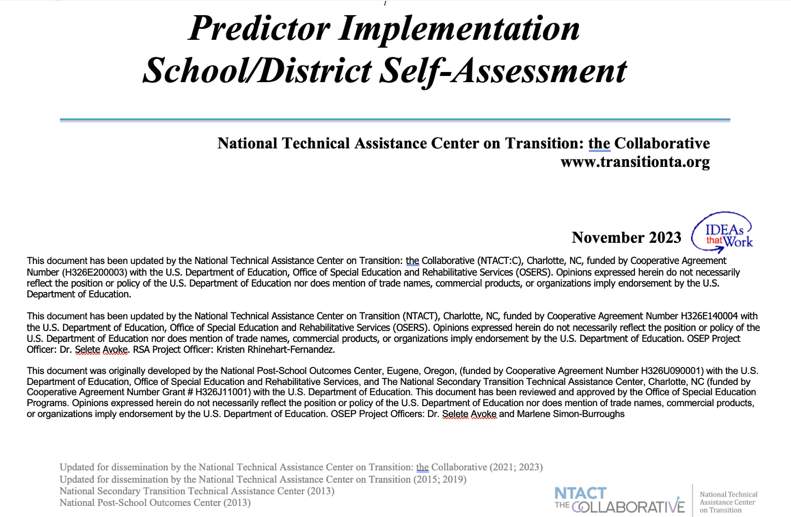 Predictor Implementation
School/District Self-Assessment
National Technical Assistance Center on Transition: the Collaborative
www.transitionta.org
November 2023
IDEAs
that Work
This document has been updated by the National Technical Assistance Center on Transition: the Collaborative (NTACT:C), Charlotte, NC, funded by Cooperative Agreement
Number (H326E200003) with the U.S. Department of Education, Office of Special Education and Rehabilitative Services (OSERS). Opinions expressed herein do not necessarily
reflect the position or policy of the U.S. Department of Education nor does mention of trade names, commercial products, or organizations imply endorsement by the U.S.
Department of Education.
This document has been updated by the National Technical Assistance Center on Transition (NTACT), Charlotte, NC, funded by Cooperative Agreement Number H326E140004 with
the U.S. Department of Education, Office of Special Education and Rehabilitative Services (OSERS). Opinions expressed herein do not necessarily reflect the position or policy of the
U.S. Department of Education nor does mention of trade names, commercial products, or organizations imply endorsement by the U.S. Department of Education. OSEP Project
Officer: Dr. Selete Avoke. RSA Project Officer: Kristen Rhinehart-Fernandez.
This document was originally developed by the National Post-School Outcomes Center, Eugene, Oregon, (funded by Cooperative Agreement Number H326U090001) with the U.S.
Department of Education, Office of Special Education and Rehabilitative Services, and The National Secondary Transition Technical Assistance Center, Charlotte, NC (funded by
Cooperative Agreement Number Grant # H326J11001) with the U.S. Department of Education. This document has been reviewed and approved by the Office of Special Education
Programs. Opinions expressed herein do not necessarily reflect the position or policy of the U.S. Department of Education nor does mention of trade names, commercial products,
or organizations imply endorsement by the U.S. Department of Education. OSEP Project Officers: Dr. Selete Avoke and Marlene Simon-Burroughs
Updated for dissemination by the National Technical Assistance Center on Transition: the Collaborative (2021; 2023)
Updated for dissemination by the National Technical Assistance Center on Transition (2015; 2019)
National Secondary Transition Technical Assistance Center (2013)
National Post-School Outcomes Center (2013)
NTACT
THE COLLABORATIVE
National Technical
Assistance Center
on Transition